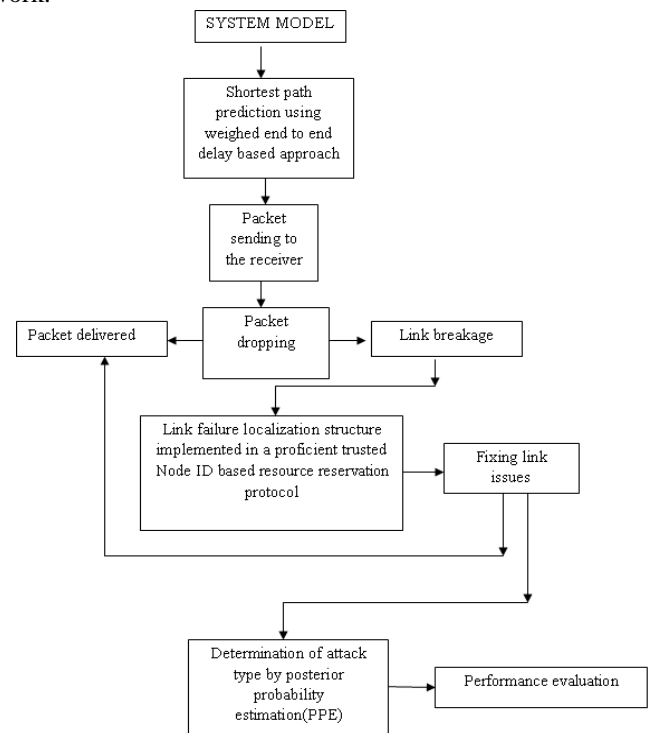 SYSTEM MODEL
Shortest path
prediction using
weighed end to end
delay based approach
Packet
sending to
the receiver
Packet delivered
Packet
dropping
Link breakage
Link failure localization structure
implemented in a proficient trusted
Node ID based resource reservation
protocol
Fixing link
issues
Determination of attack
type by posterior
probability
estimation(PPE)
Performance evaluation